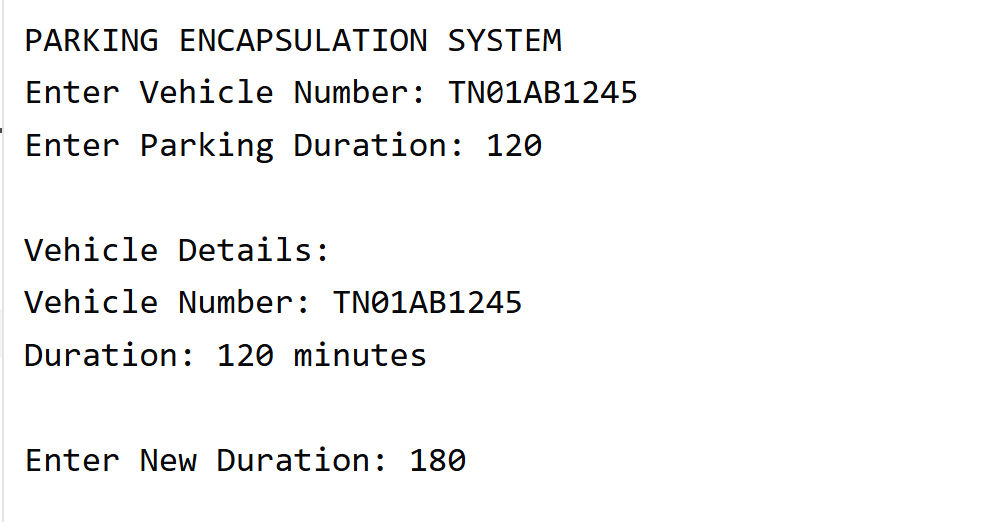 PARKING ENCAPSULATION SYSTEM
Enter Vehicle Number: TN01AB1245
Enter Parking Duration: 120
Vehicle Details:
Vehicle Number: TN01AB1245
Duration: 120 minutes
Enter New Duration: 180